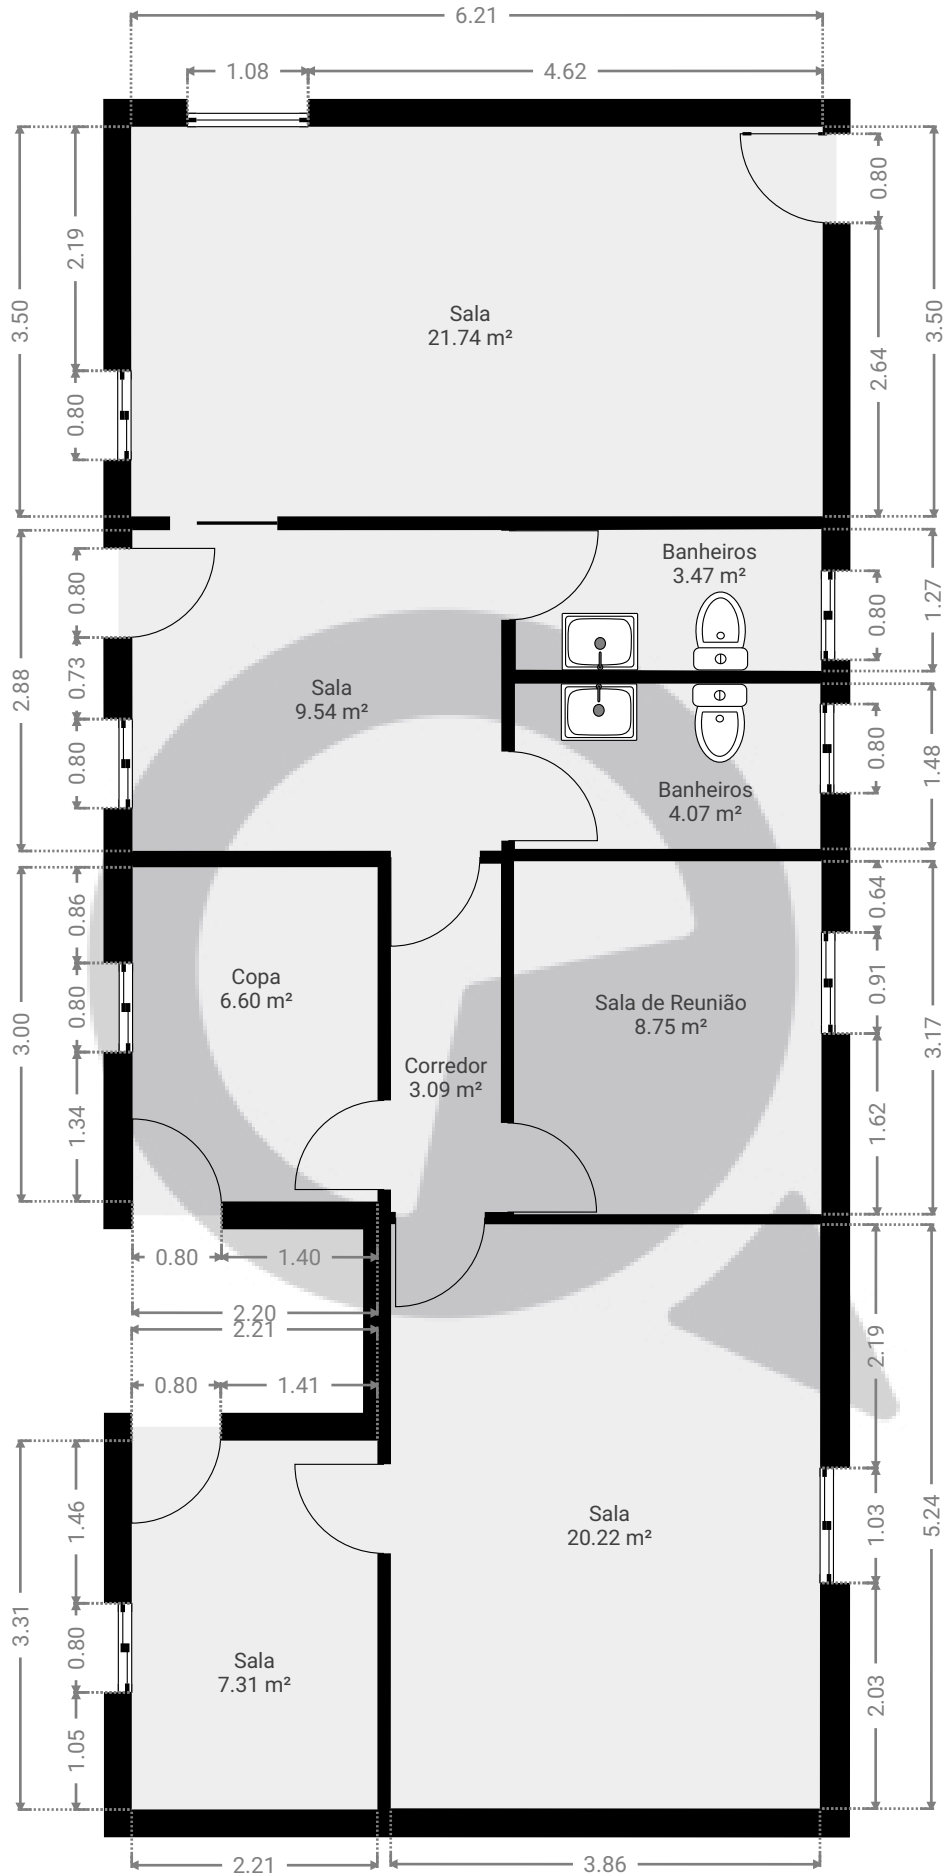 6.21
1.08
4.62
0.80
2.19
3.50
3.50
Sala
21.74 m²
2.64
0.80
Banheiros
3.47 m²
0.80
0.80
1.27
0.73
2.88
Sala
9.54 m²
0.80
0.80
1.48
Banheiros
4.07 m²
0.86
0.64
Copa
6.60 m²
0.91
Sala de Reunião
8.75 m²
0.80
3.00
3.17
Corredor
3.09 m²
1.34
1.62
0.80
1.40
2.20
2.21
2.19
0.80
1.41
1.46
Sala
20.22 m²
1.03
5.24
3.31
0.80
Sala
7.31 m²
2.03
1.05
2.21
3.86